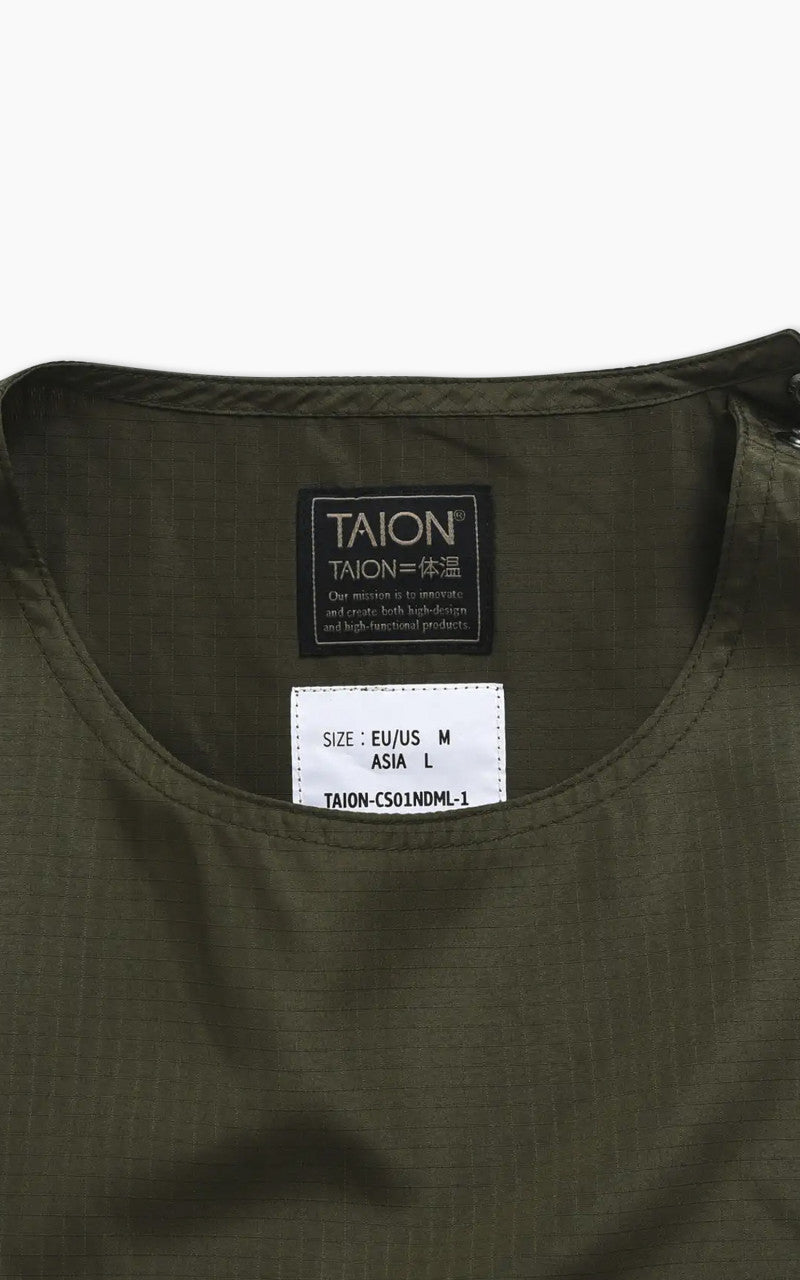 TAION®
TAION=体温
Our mission is to innovate
and create both high-design
and high-functional products.
SIZE : EU/US M
ASIA L
TAION-CS01NDML-1